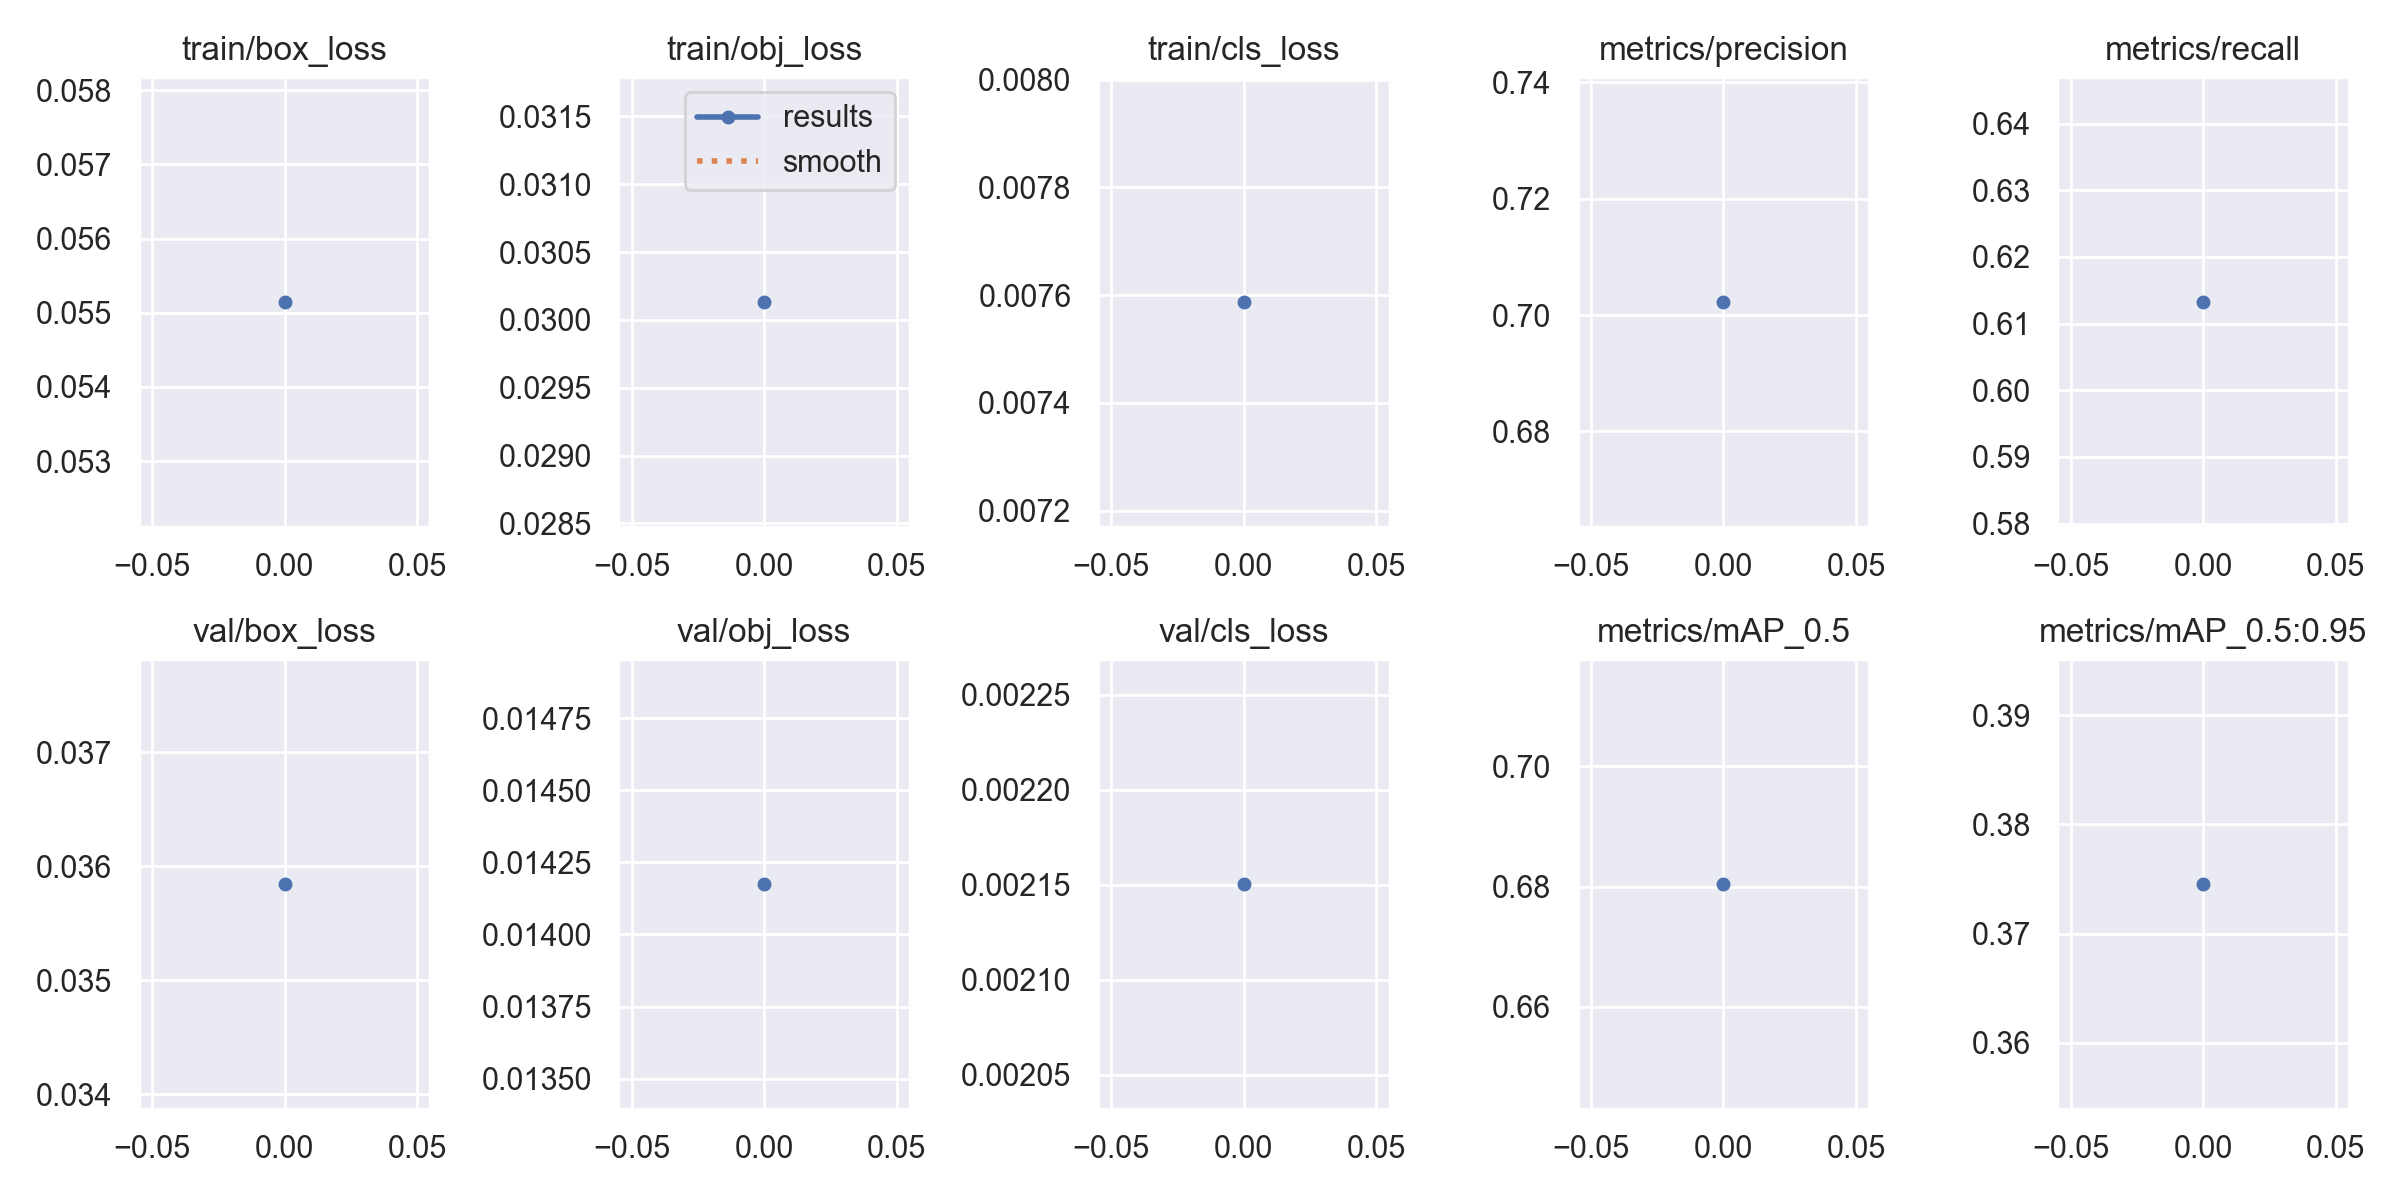 train/box_loss
0.058
0.057
0.056
0.055
0.054
0.053
−0.05 0.00 0.05
train/obj_loss
0.0315
0.0310
0.0305
0.0300
0.0295
0.0290
0.0285
results
smooth
−0.05 0.00 0.05
train/cls_loss
0.0080
0.0078
0.0076
0.0074
0.0072
−0.05 0.00 0.05
metrics/precision
0.74
0.72
0.70
0.68
−0.05 0.00 0.05
metrics/recall
0.64
0.63
0.62
0.61
0.60
0.59
0.58
−0.05 0.00 0.05
val/box_loss
0.037
0.036
0.035
0.034
−0.05 0.00 0.05
val/obj_loss
0.01475
0.01450
0.01425
0.01400
0.01375
0.01350
−0.05 0.00 0.05
val/cls_loss
0.00225
0.00220
0.00215
0.00210
0.00205
−0.05 0.00 0.05
metrics/mAP_0.5
0.70
0.68
0.66
−0.05 0.00 0.05
metrics/mAP_0.5:0.95
0.39
0.38
0.37
0.36
−0.05 0.00 0.05